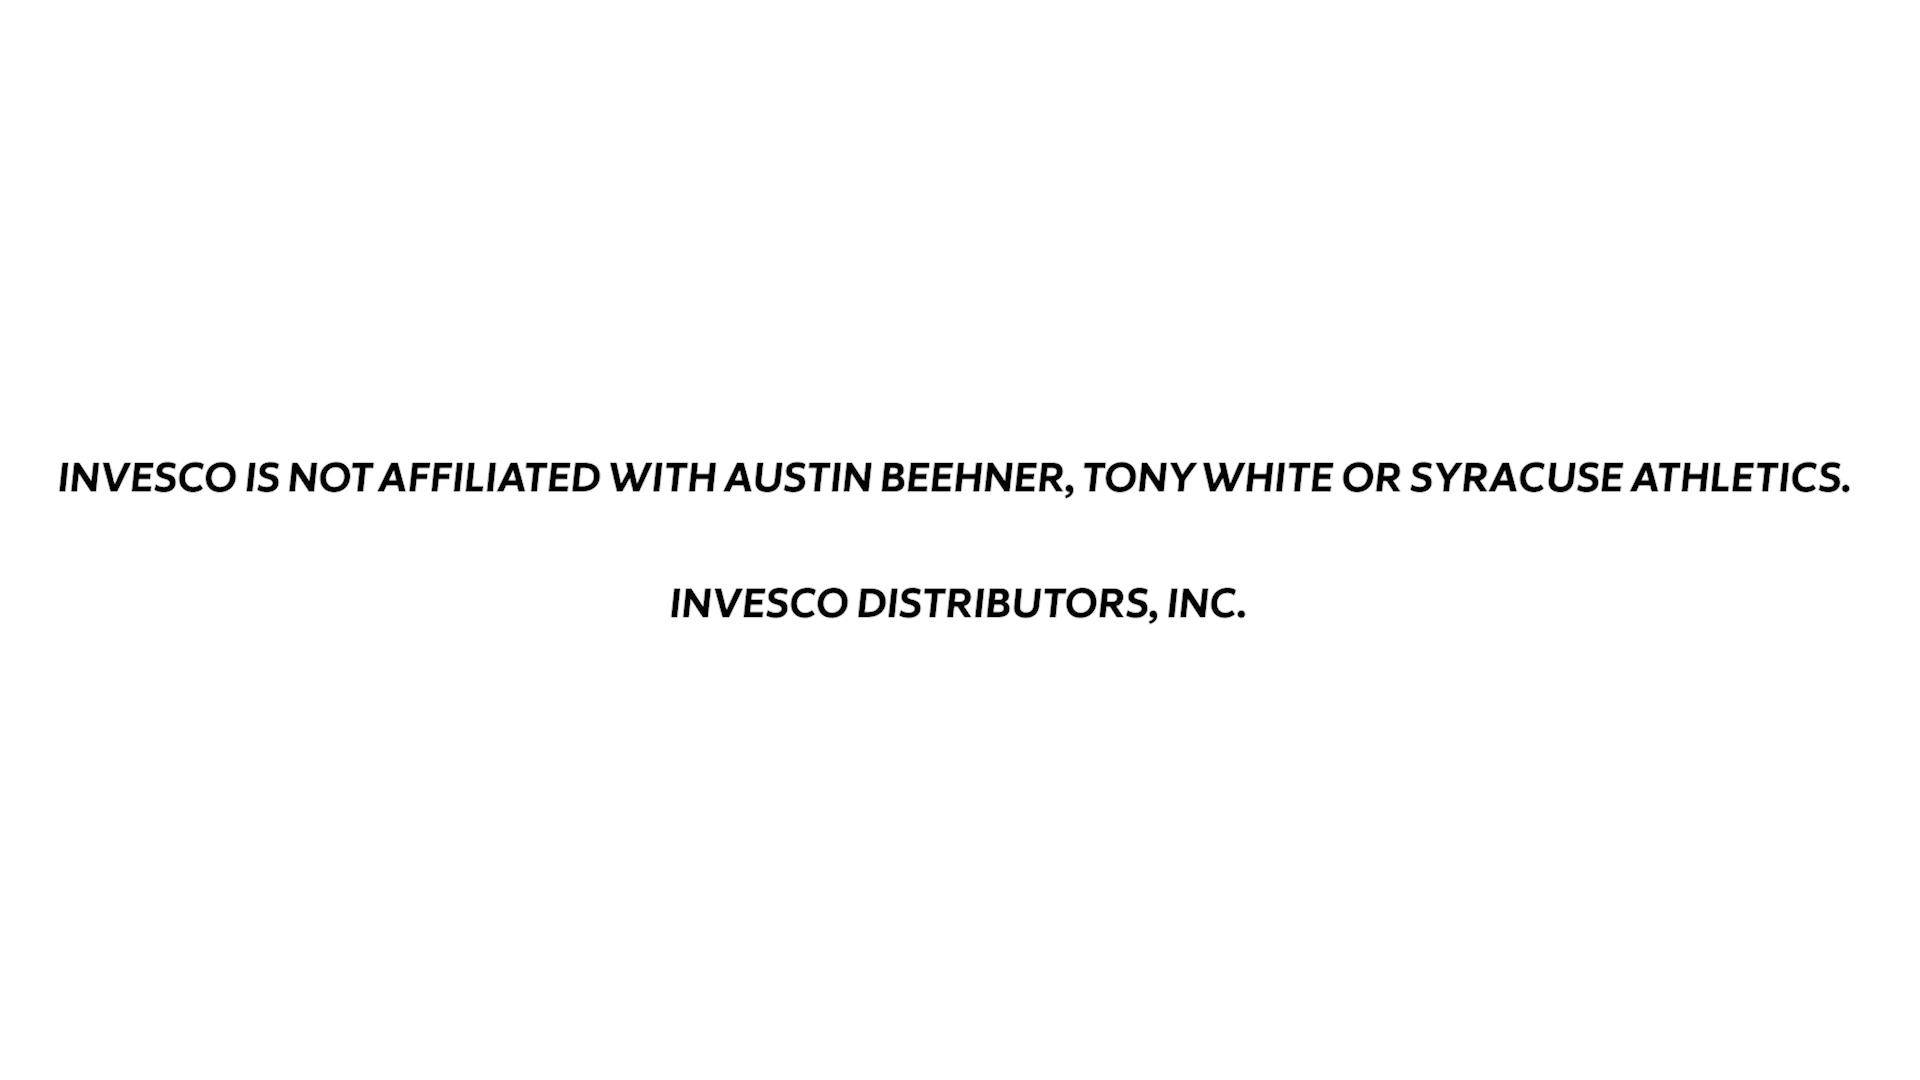 INVESCO IS NOT AFFILIATED WITH AUSTIN BEEHNER, TONY WHITE OR SYRACUSE ATHLETICS.
INVESCO DISTRIBUTORS, INC.